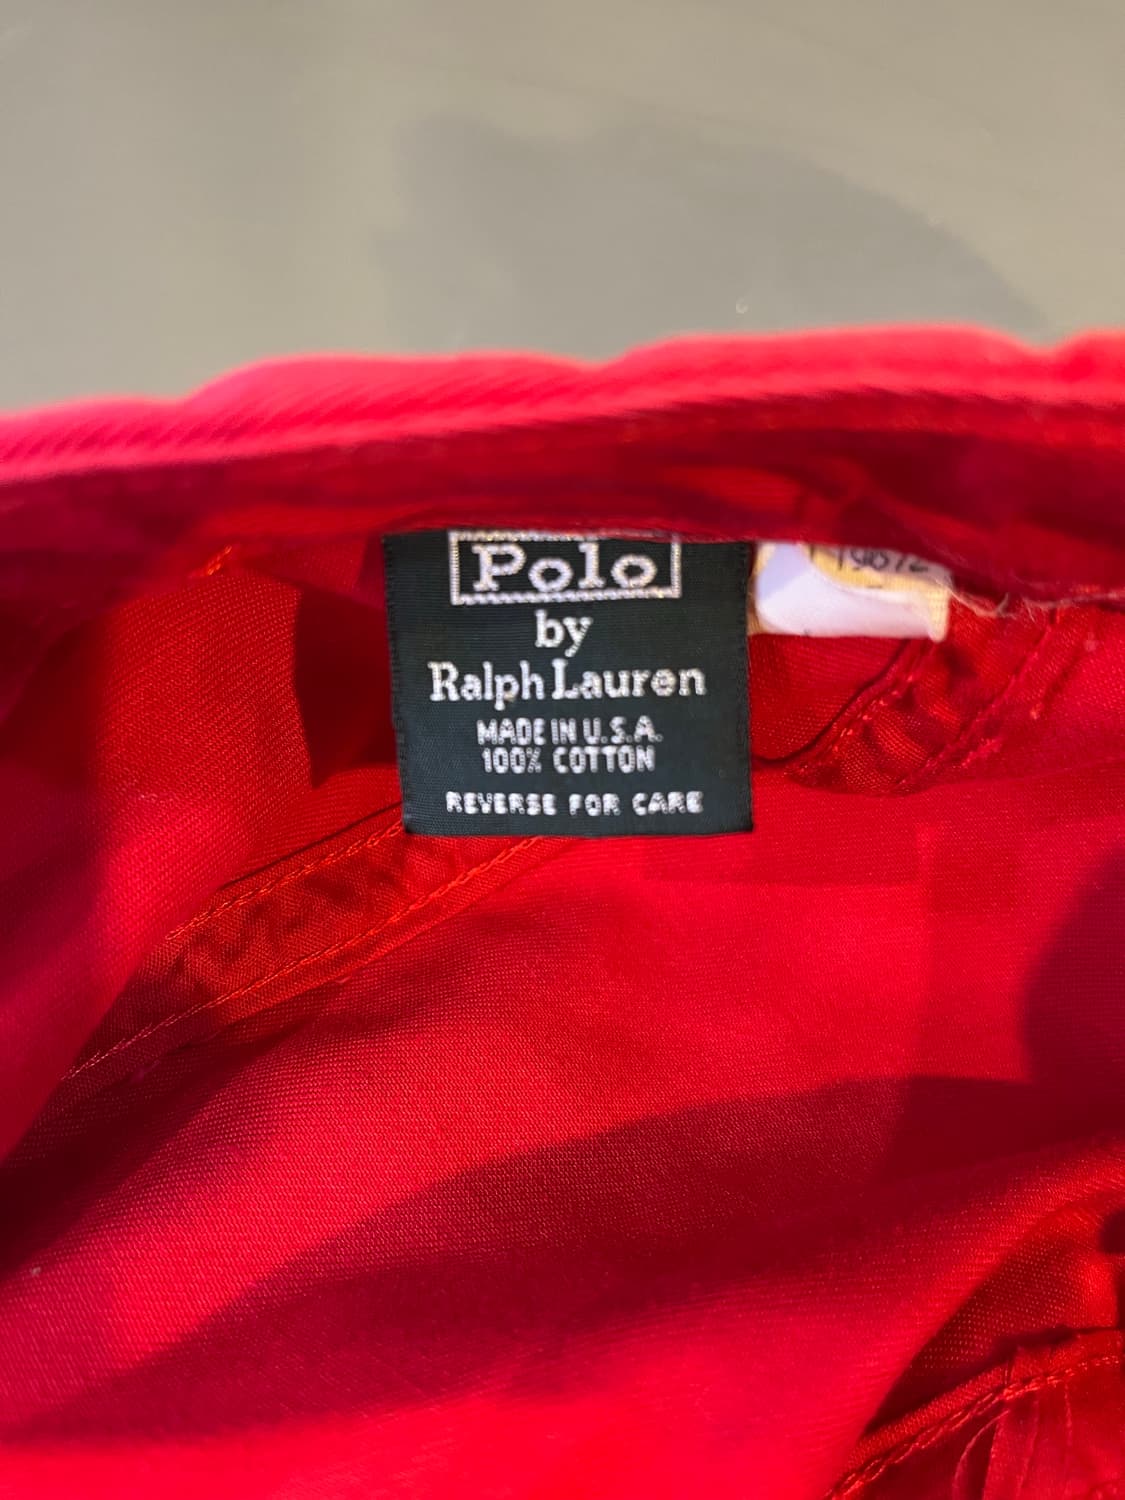 Polo
by
Ralph Lauren
MADE IN U.S.A.
100% COTTON
REVERSE FOR CARE